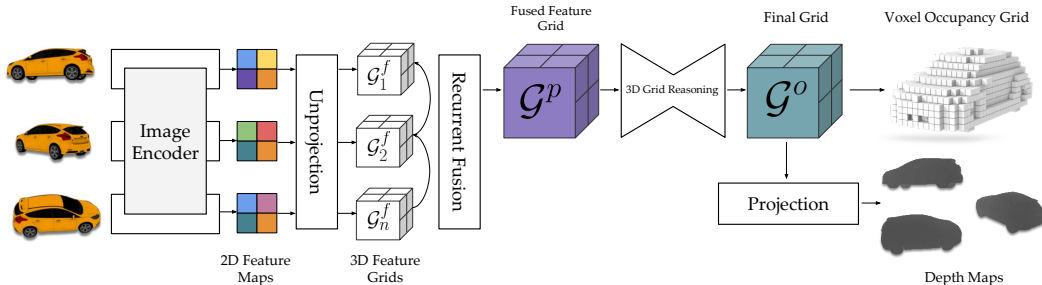 Fused Feature
Grid
Final Grid
Voxel Occupancy Grid
Image
Encoder
Unprojection
𝒢₁ᶠ
𝒢₂ᶠ
𝒢ₙᶠ
Recurrent Fusion
𝒢ᵖ
3D Grid Reasoning
𝒢ᵒ
Projection
2D Feature
Maps
3D Feature
Grids
Depth Maps